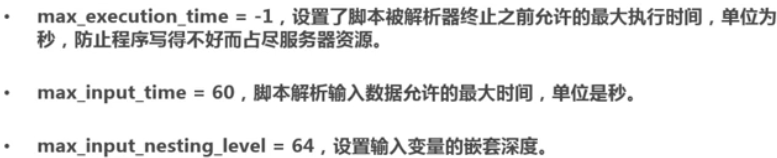 • max_execution_time = -1，设置了脚本被解析器终止之前允许的最大执行时间，单位为
秒，防止程序写得不好而占尽服务器资源。
• max_input_time = 60，脚本解析输入数据允许的最大时间，单位是秒。
• max_input_nesting_level = 64，设置输入变量的嵌套深度。